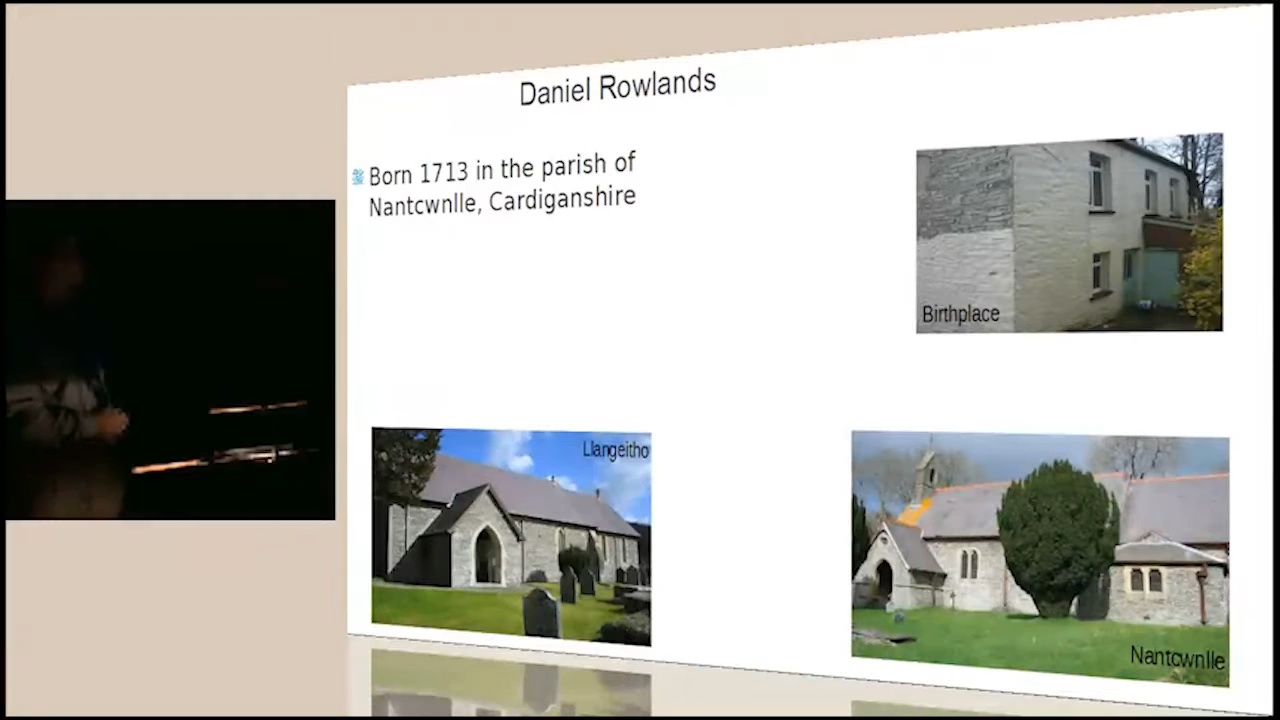 Daniel Rowlands
Born 1713 in the parish of
Nantcwnlle, Cardiganshire
Birthplace
Llangeitho
Nantcwnlle